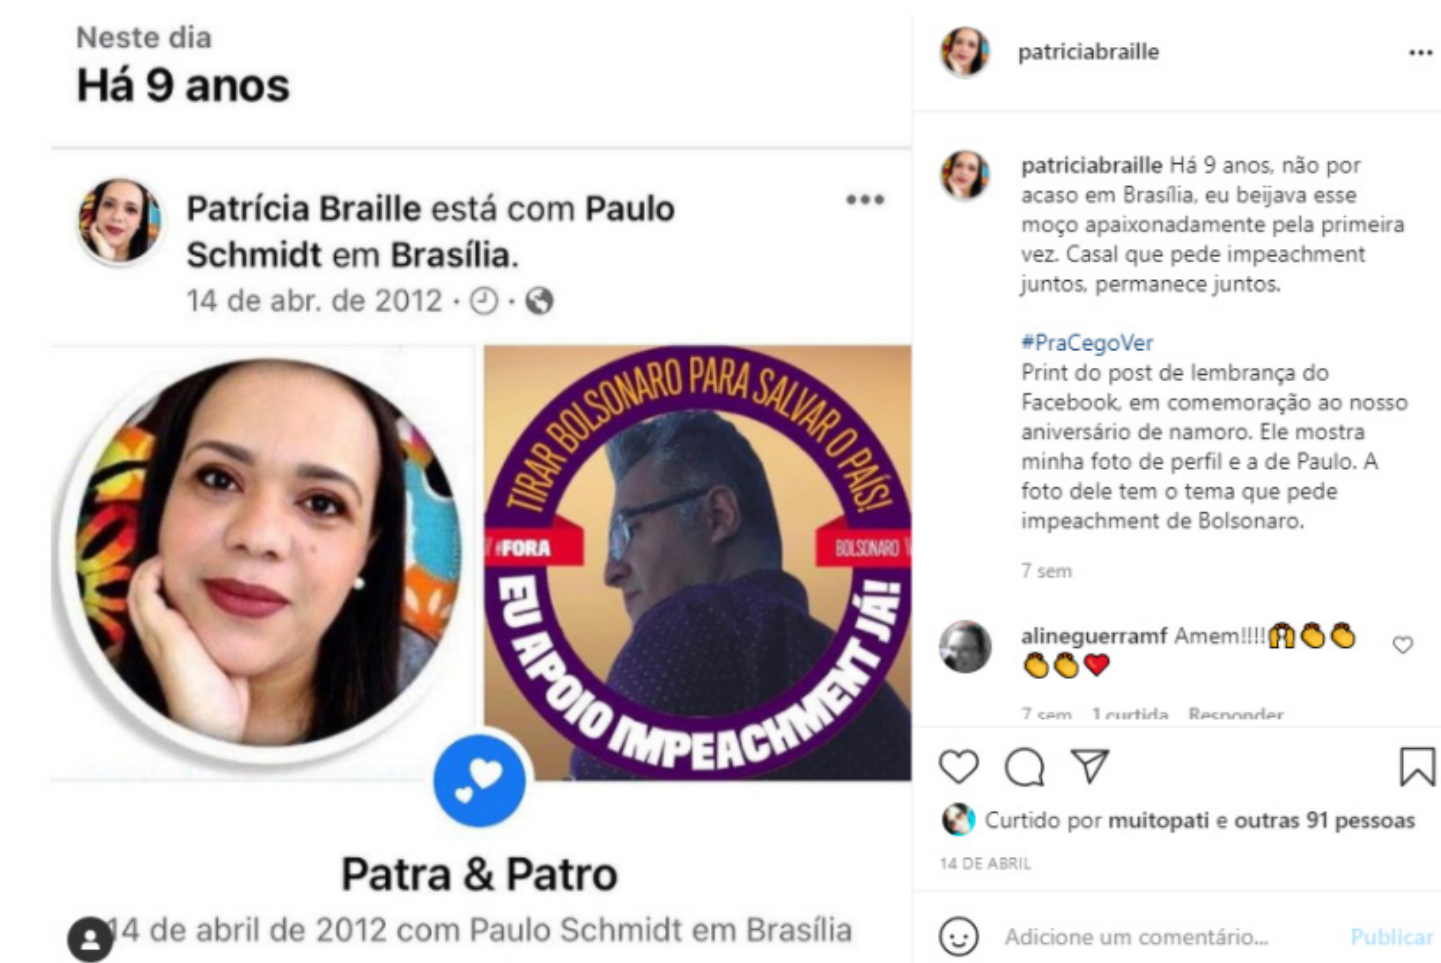 Neste dia
Há 9 anos
Patrícia Braille está com Paulo
Schmidt em Brasília.
14 de abr. de 2012
TIRAR BOLSONARO PARA SALVAR O PAÍS!
#FORA
BOLSONARO
EU APOIO IMPEACHMENT JÁ!
Patra & Patro
14 de abril de 2012 com Paulo Schmidt em Brasília
patriciabraille
patriciabraille Há 9 anos, não por
acaso em Brasília, eu beijava esse
moço apaixonadamente pela primeira
vez. Casal que pede impeachment
juntos, permanece juntos.
#PraCegoVer
Print do post de lembrança do
Facebook, em comemoração ao nosso
aniversário de namoro. Ele mostra
minha foto de perfil e a de Paulo. A
foto dele tem o tema que pede
impeachment de Bolsonaro.
7 sem
alineguerramf Amem!!!!🙌👏👏
👏👏❤️
7 sem 1 curtida Responder
Curtido por muitopati e outras 91 pessoas
14 DE ABRIL
Adicione um comentário... Publicar